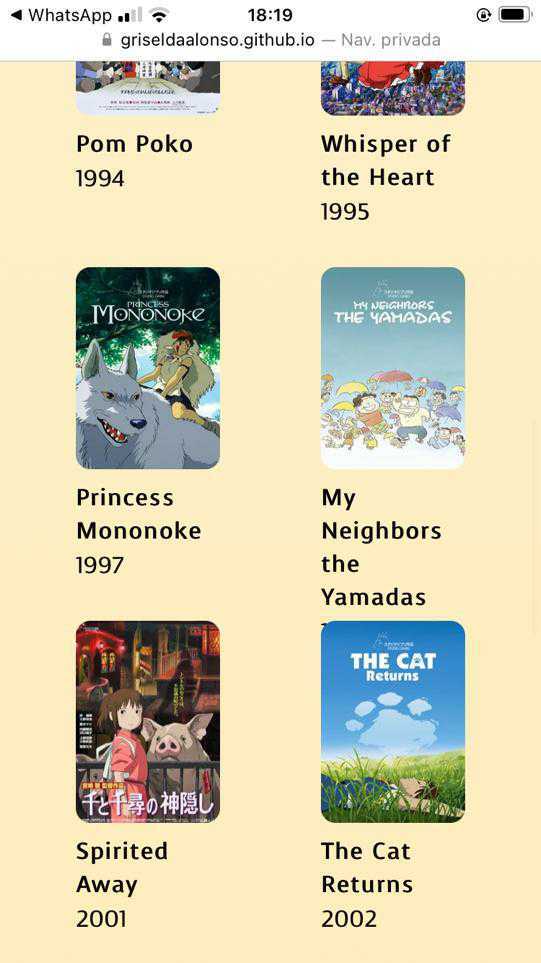 WhatsApp 18:19
griseldaalonso.github.io — Nav. privada
Pom Poko
1994
Whisper of
the Heart
1995
PRINCESS
MONONOKE
MY NEIGHBORS
THE YAMADAS
Princess
Mononoke
1997
My
Neighbors
the
Yamadas
千と千尋の神隠し
THE CAT
Returns
Spirited
Away
2001
The Cat
Returns
2002